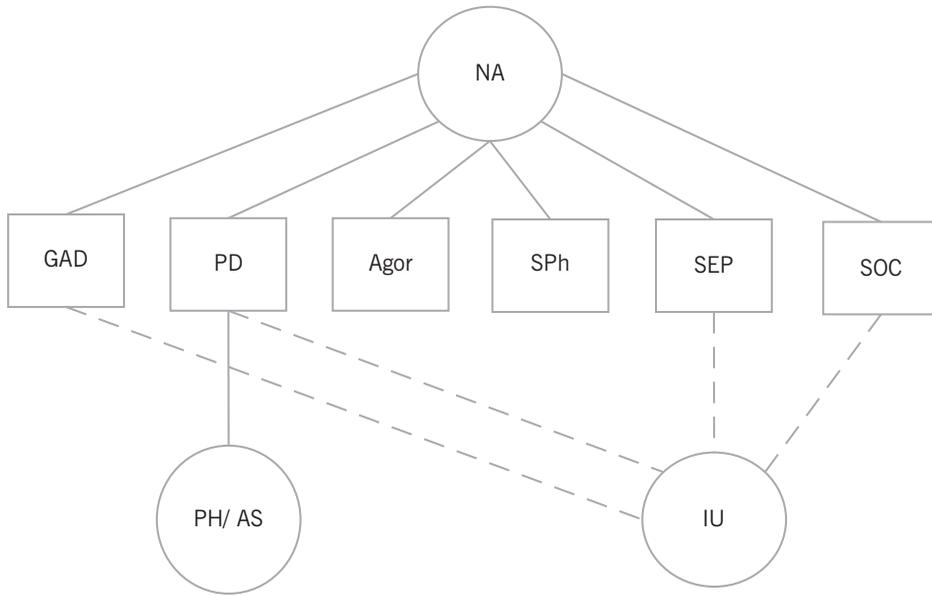 NA
GAD
PD
Agor
SPh
SEP
SOC
PH/ AS
IU